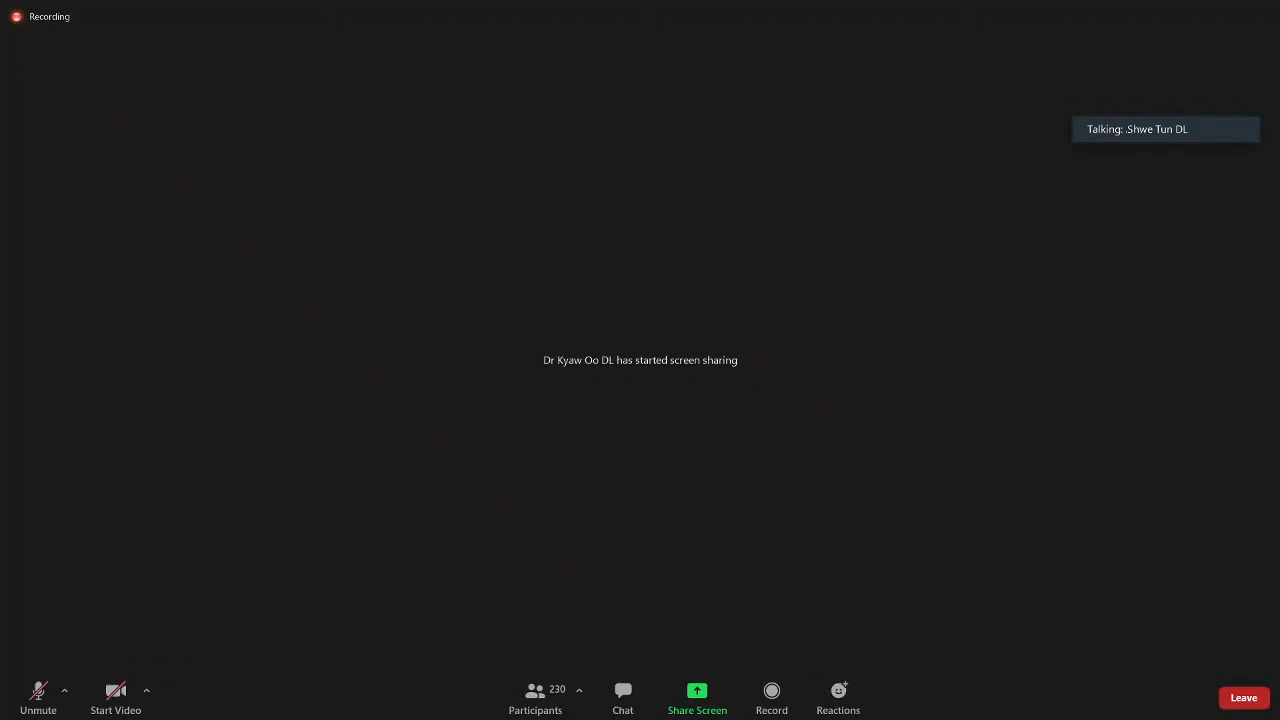 Recording
Talking: .Shwe Tun DL
Dr Kyaw Oo DL has started screen sharing
230
Unmute
Start Video
Participants
Chat
Share Screen
Record
Reactions
Leave